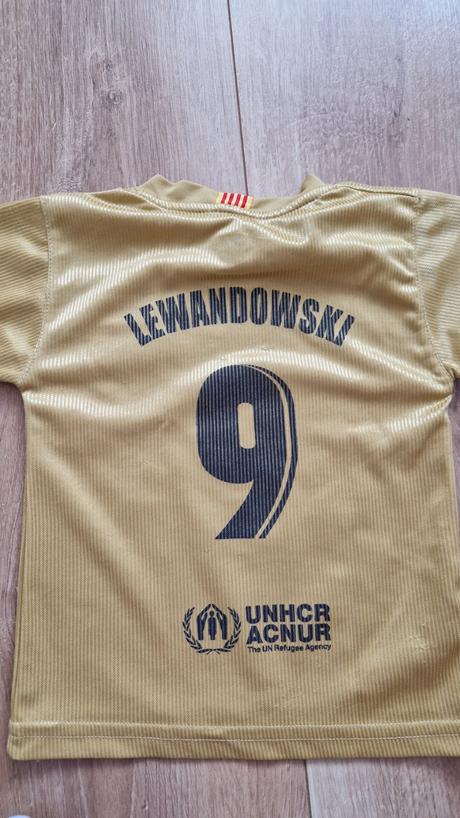 LEWANDOWSKI
9
UNHCR
ACNUR
The UN Refugee Agency